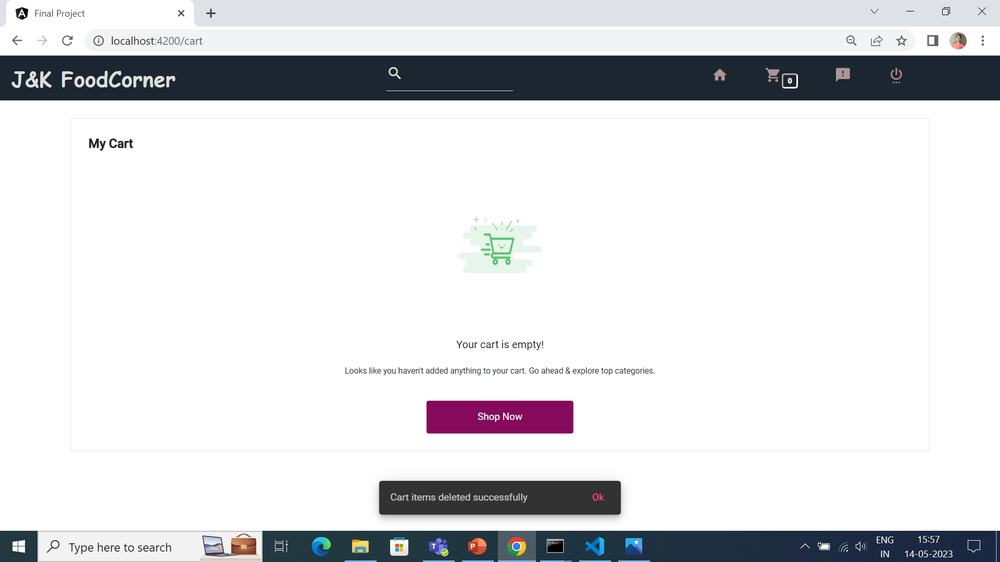 Final Project
localhost:4200/cart
J&K FoodCorner
0
My Cart
Your cart is empty!
Looks like you haven't added anything to your cart. Go ahead & explore top categories.
Shop Now
Cart items deleted successfully Ok
Type here to search
ENG
IN
15:57
14-05-2023